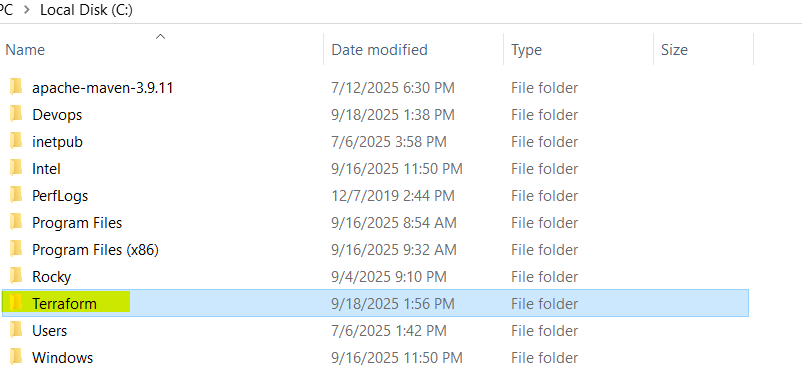 PC > Local Disk (C:)
Name Date modified Type Size
apache-maven-3.9.11 7/12/2025 6:30 PM File folder
Devops 9/18/2025 1:38 PM File folder
inetpub 7/6/2025 3:58 PM File folder
Intel 9/16/2025 11:50 PM File folder
PerfLogs 12/7/2019 2:44 PM File folder
Program Files 9/16/2025 8:54 AM File folder
Program Files (x86) 9/16/2025 9:32 AM File folder
Rocky 9/4/2025 9:10 PM File folder
Terraform 9/18/2025 1:56 PM File folder
Users 7/6/2025 1:42 PM File folder
Windows 9/16/2025 11:50 PM File folder